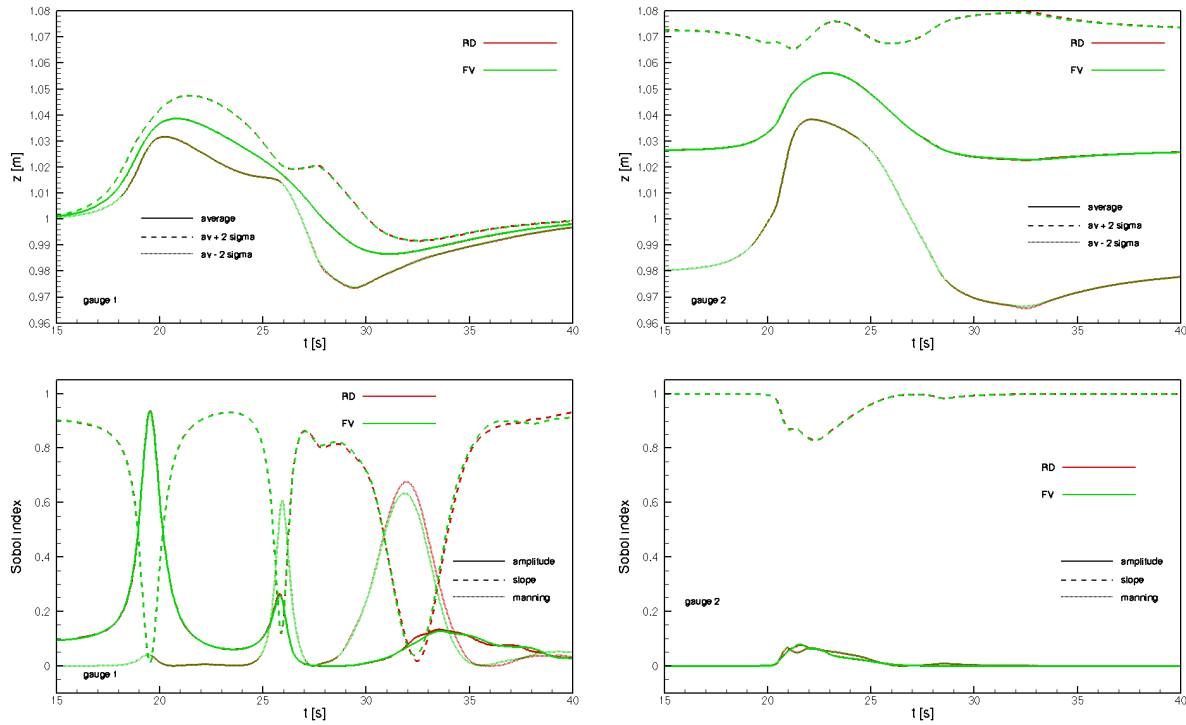 1.08
1.07
1.06
1.05
1.04
1.03
1.02
1.01
1
0.99
0.98
0.97
0.96
z [m]
RD
FV
average
av + 2 sigma
av - 2 sigma
gauge 1
15 20 25 30 35 40
t [s]
1.08
1.07
1.06
1.05
1.04
1.03
1.02
1.01
1
0.99
0.98
0.97
0.96
z [m]
RD
FV
average
av + 2 sigma
av - 2 sigma
gauge 2
15 20 25 30 35 40
t [s]
1
0.8
0.6
0.4
0.2
0
Sobol index
RD
FV
amplitude
slope
manning
gauge 1
15 20 25 30 35 40
t [s]
1
0.8
0.6
0.4
0.2
0
Sobol index
RD
FV
amplitude
slope
manning
gauge 2
15 20 25 30 35 40
t [s]